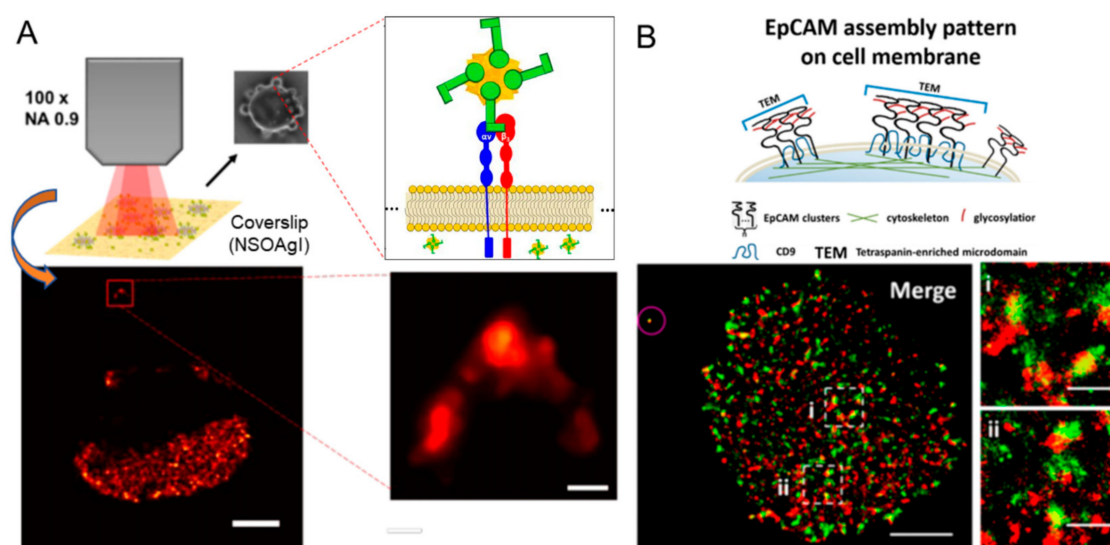 A
100 x
NA 0.9
Coverslip
(NSOAgI)
αv
...
...
B
EpCAM assembly pattern
on cell membrane
TEM
TEM
EpCAM clusters
cytoskeleton
glycosylatior
CD9
TEM
Tetraspanin-enriched microdomain
Merge
i
ii
i
ii